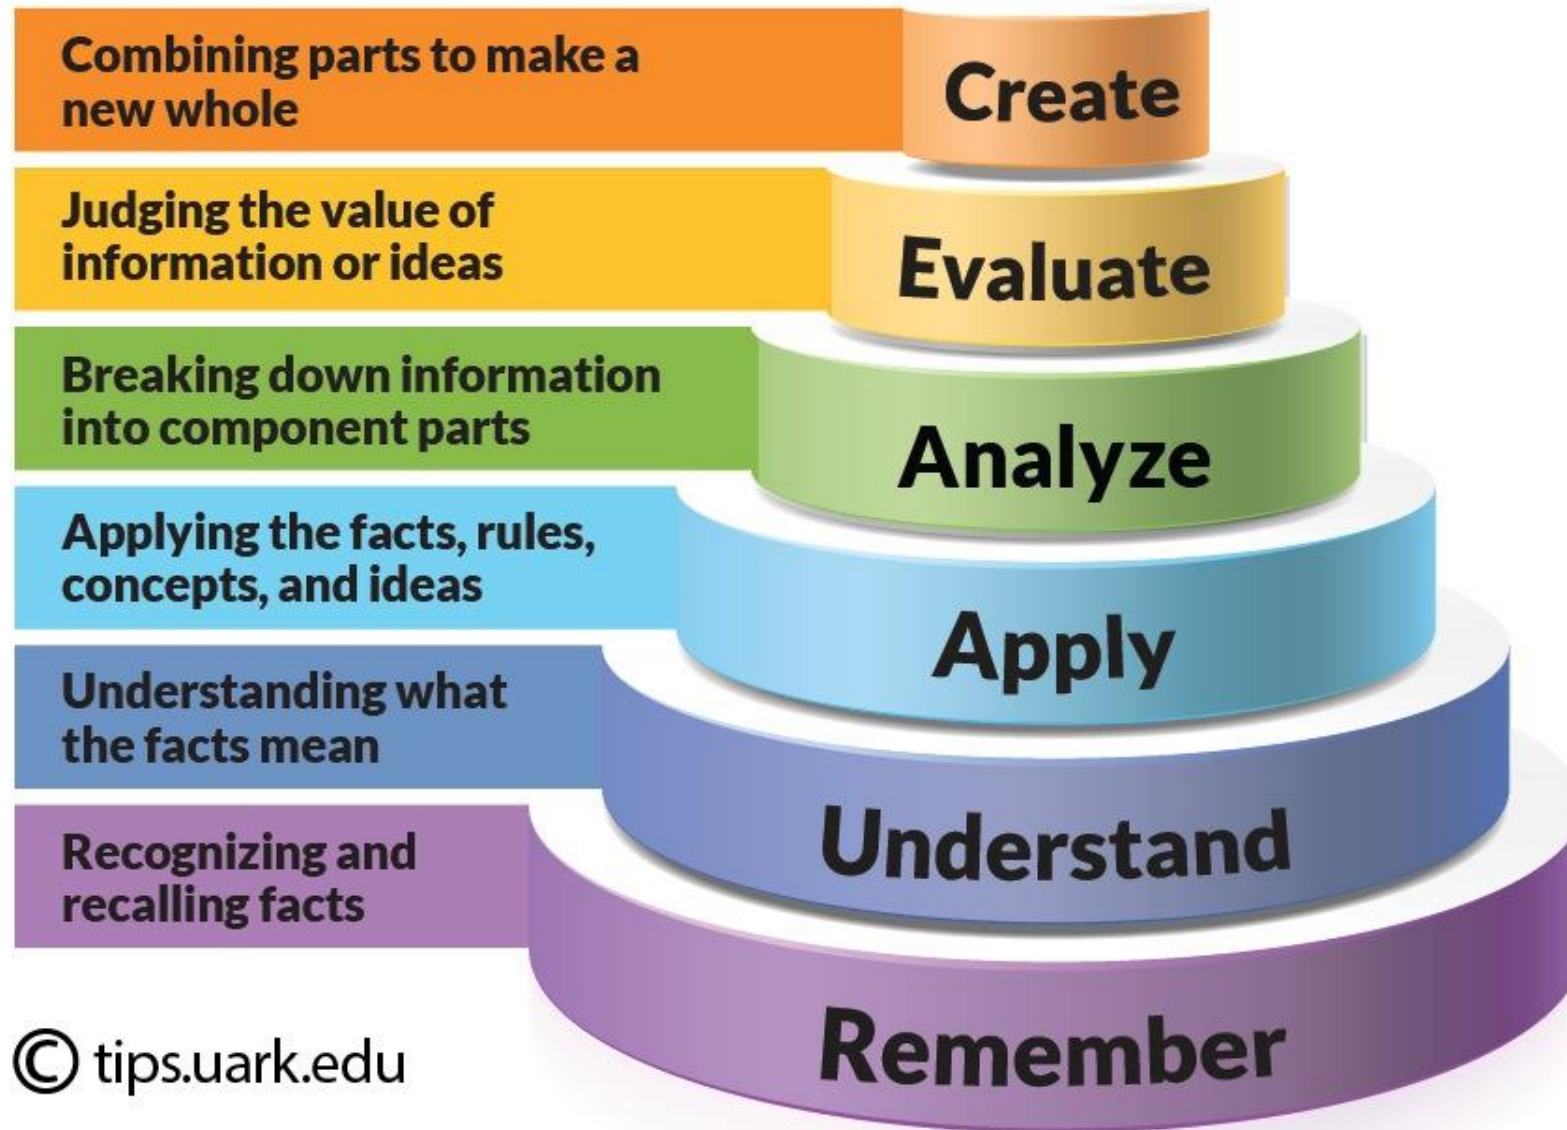 Combining parts to make a
new whole
Create
Judging the value of
information or ideas
Evaluate
Breaking down information
into component parts
Analyze
Applying the facts, rules,
concepts, and ideas
Apply
Understanding what
the facts mean
Understand
Recognizing and
recalling facts
Remember
© tips.uark.edu